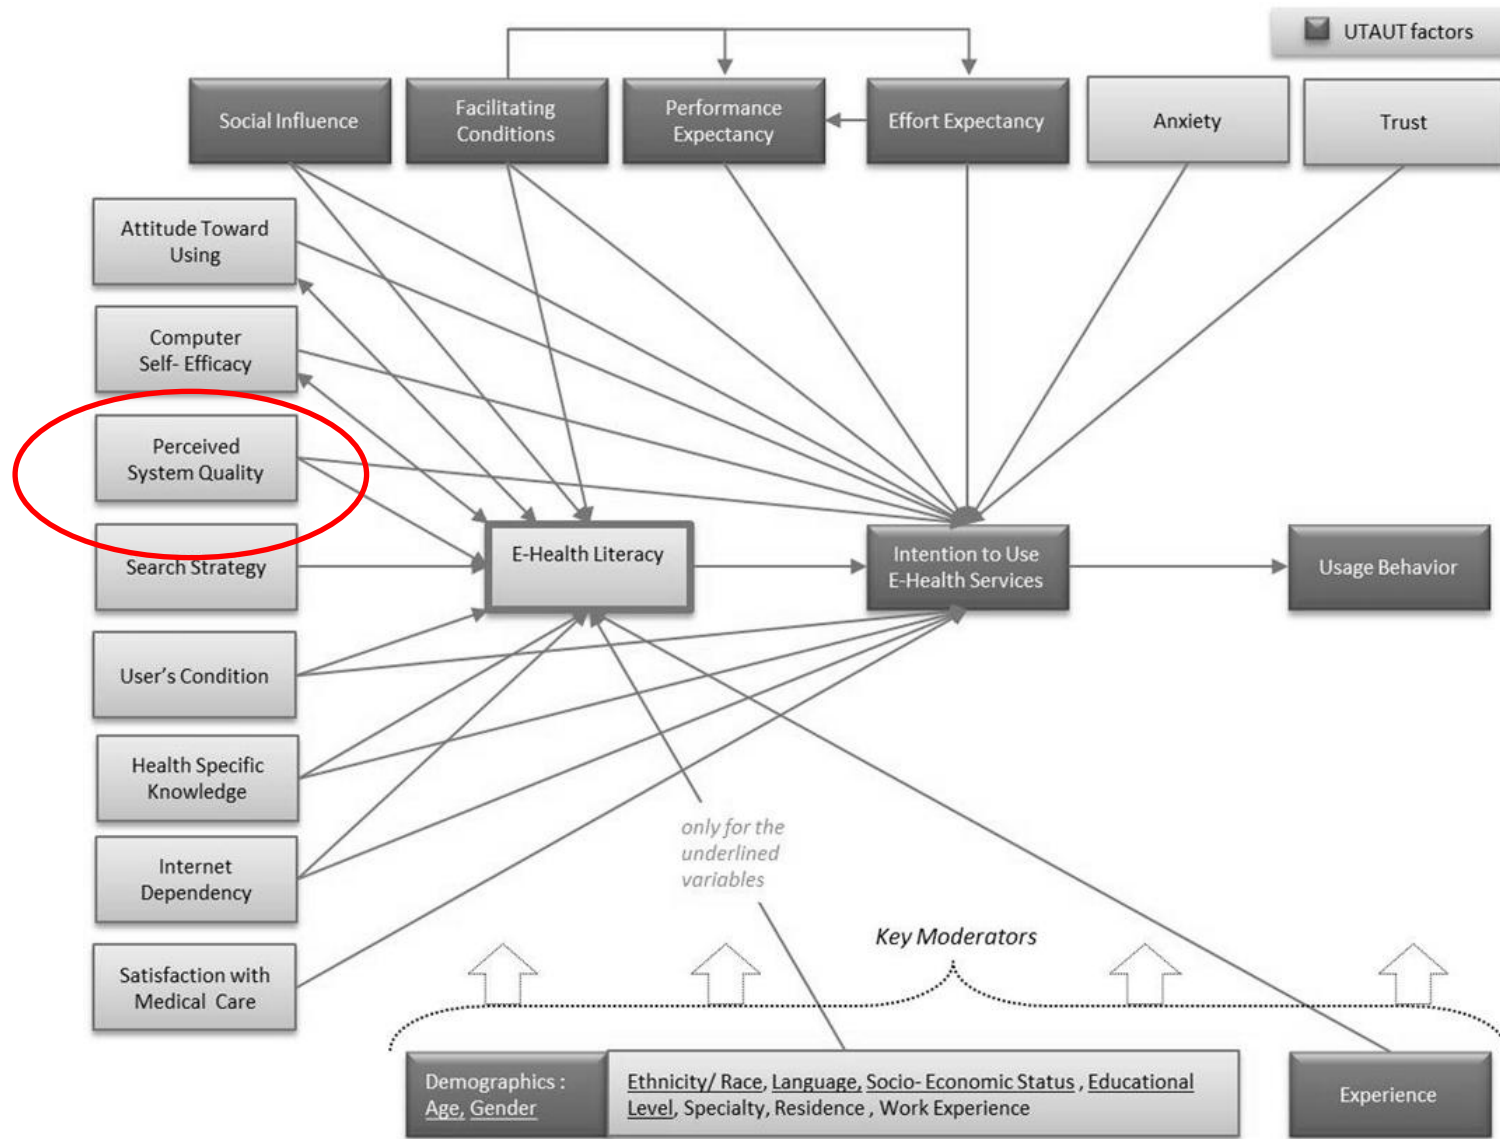 UTAUT factors
Social Influence
Facilitating
Conditions
Performance
Expectancy
Effort Expectancy
Anxiety
Trust
Attitude Toward
Using
Computer
Self- Efficacy
Perceived
System Quality
Search Strategy
User's Condition
Health Specific
Knowledge
Internet
Dependency
Satisfaction with
Medical Care
E-Health Literacy
Intention to Use
E-Health Services
Usage Behavior
only for the
underlined
variables
Key Moderators
Demographics :
Age, Gender
Ethnicity/ Race, Language, Socio- Economic Status , Educational
Level, Specialty, Residence , Work Experience
Experience